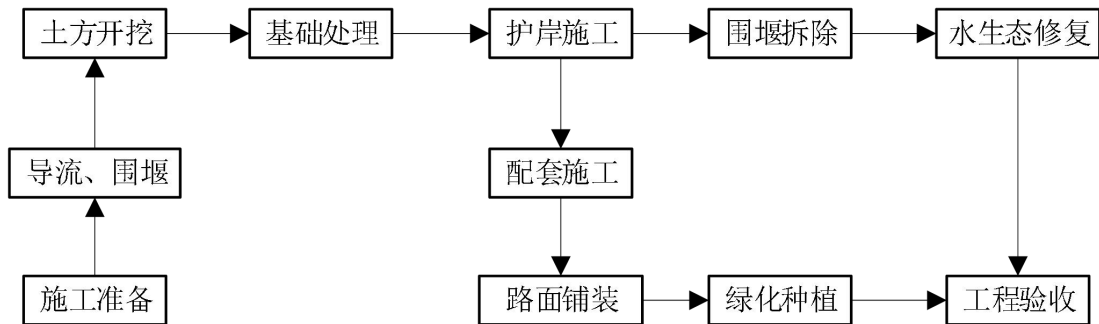 土方开挖
基础处理
护岸施工
围堰拆除
水生态修复
导流、围堰
配套施工
施工准备
路面铺装
绿化种植
工程验收